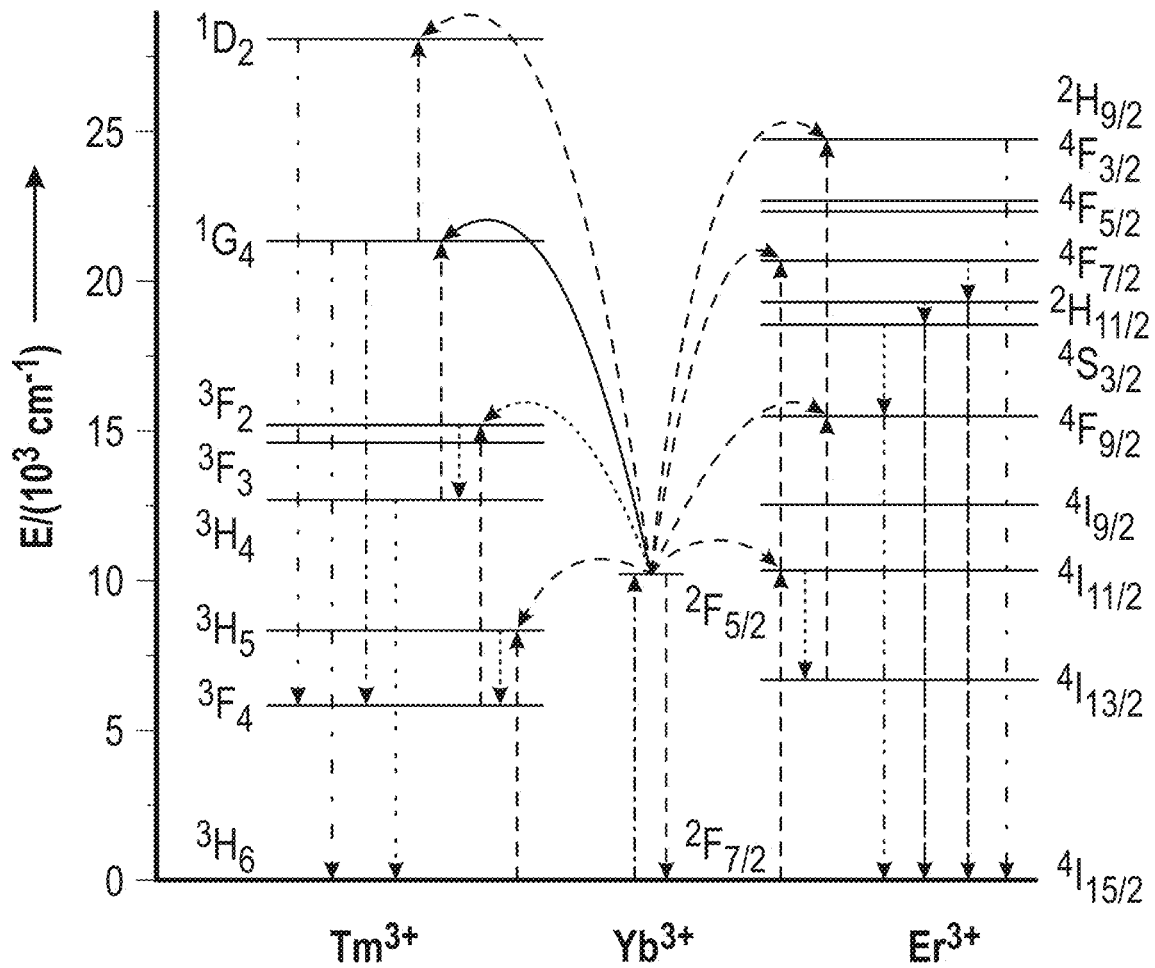 ¹D₂
²H₉/₂
25
⁴F₃/₂
E/(10³ cm⁻¹)
¹G₄
⁴F₅/₂
⁴F₇/₂
20
²H₁₁/₂
⁴S₃/₂
³F₂
15
⁴F₉/₂
³F₃
³H₄
⁴I₉/₂
10
²F₅/₂
⁴I₁₁/₂
³H₅
³F₄
⁴I₁₃/₂
5
³H₆
²F₇/₂
0
⁴I₁₅/₂
Tm³⁺ Yb³⁺ Er³⁺